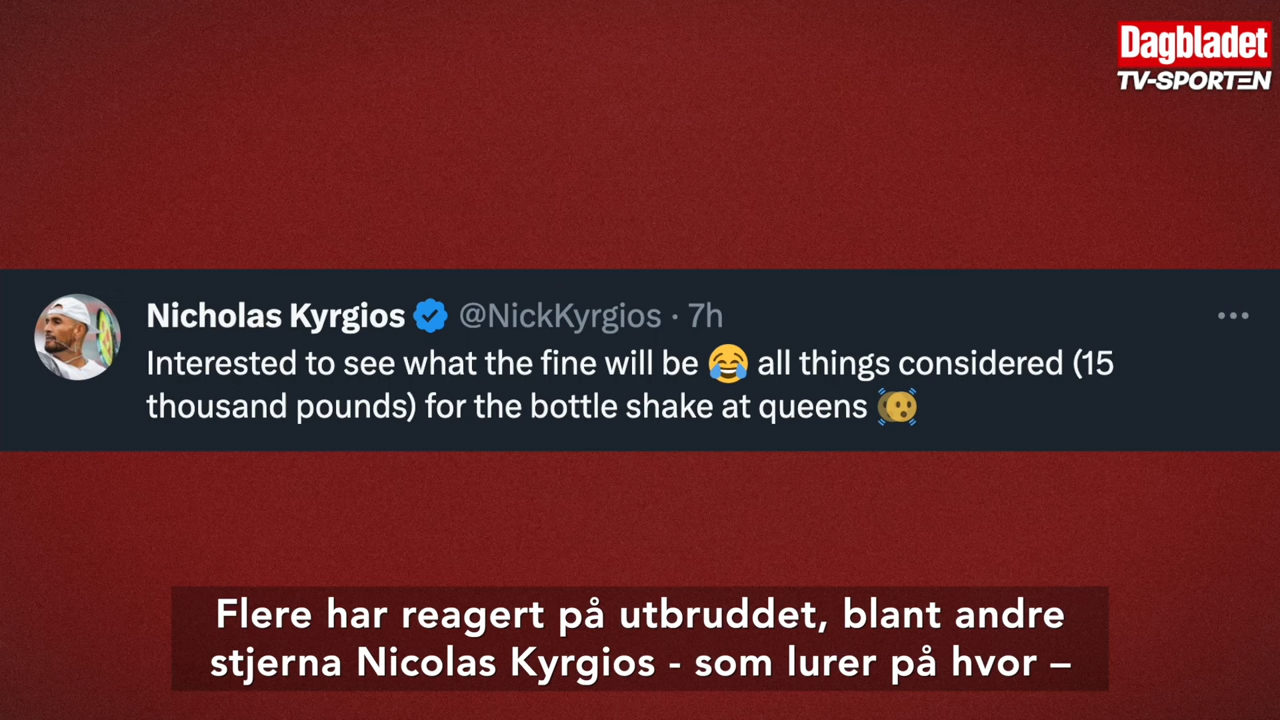 Dagbladet
TV-SPORTEN
Nicholas Kyrgios @NickKyrgios · 7h
Interested to see what the fine will be 😂 all things considered (15
thousand pounds) for the bottle shake at queens 🫨
Flere har reagert på utbruddet, blant andre
stjerna Nicolas Kyrgios - som lurer på hvor –